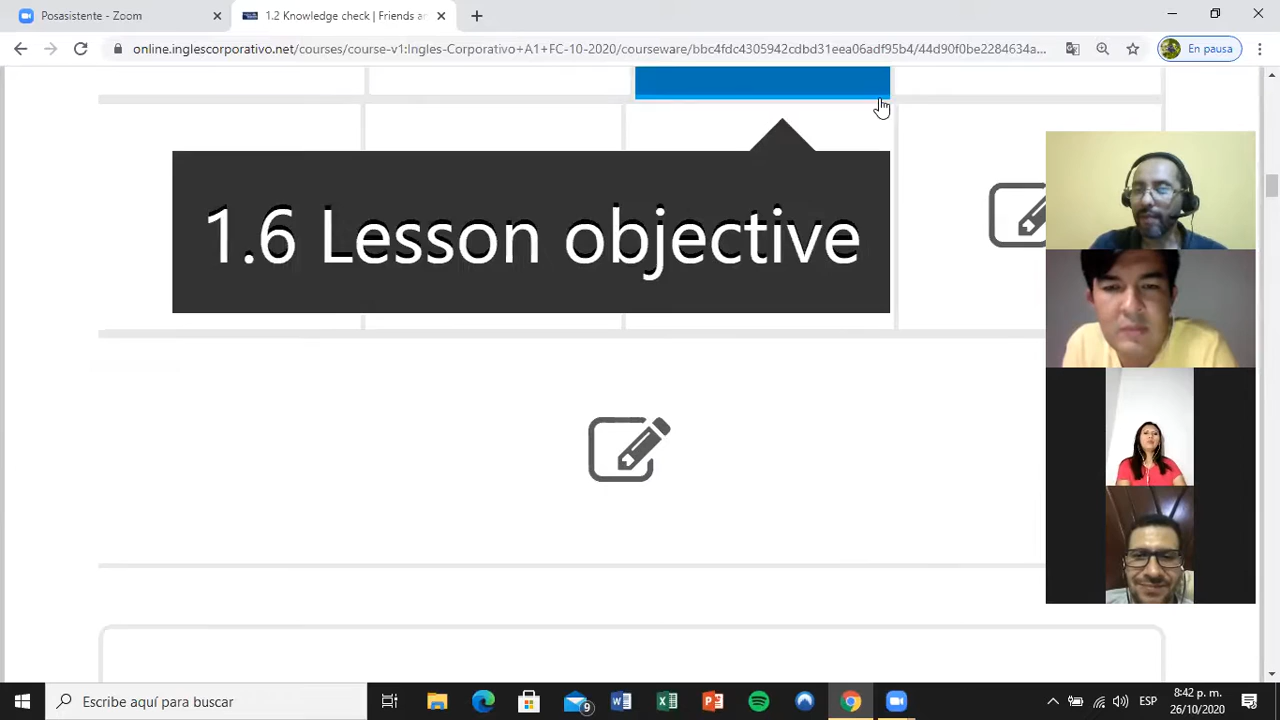 Posasistente - Zoom
1.2 Knowledge check | Friends an
online.inglescorporativo.net/courses/course-v1:Ingles-Corporativo+A1+FC-10-2020/courseware/bbc4fdc4305942cdbd31eea06adf95b4/44d90f0be2284634a...
En pausa
1.6 Lesson objective
Escribe aquí para buscar
9
ESP
8:42 p. m.
26/10/2020